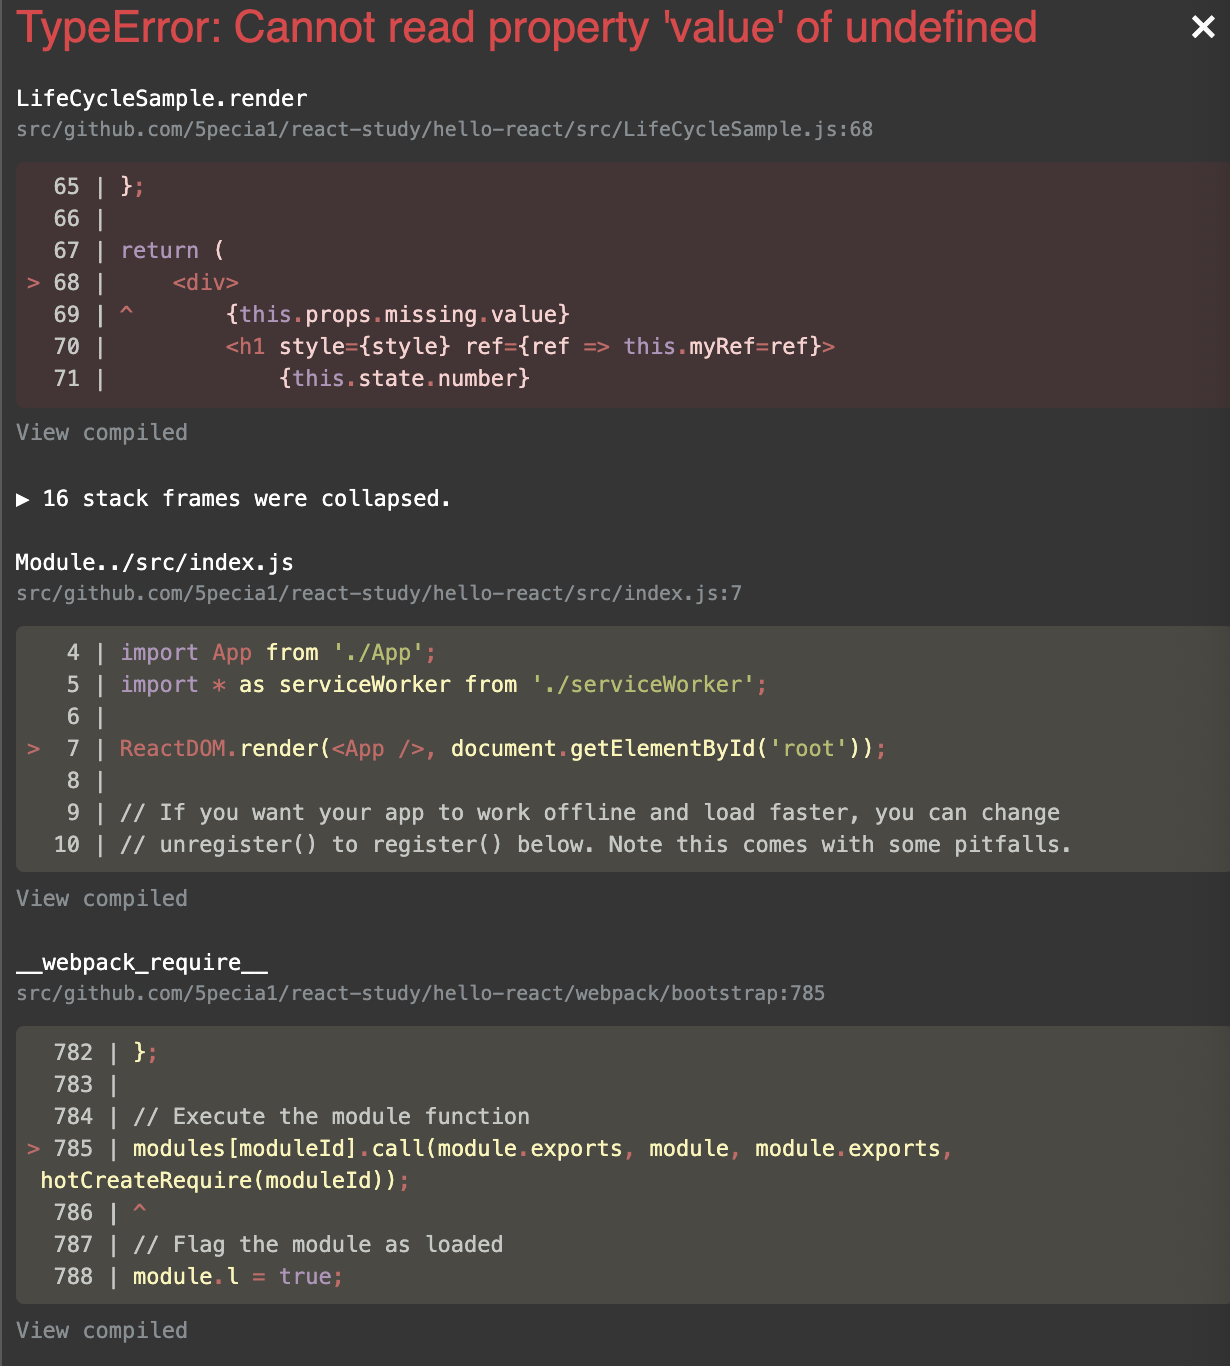 TypeError: Cannot read property 'value' of undefined
×
LifeCycleSample.render
src/github.com/5pecia1/react-study/hello-react/src/LifeCycleSample.js:68
  65 | };
  66 |
  67 | return (
> 68 |     <div>
  69 | ^       {this.props.missing.value}
  70 |         <h1 style={style} ref={ref => this.myRef=ref}>
  71 |             {this.state.number}
View compiled
▶ 16 stack frames were collapsed.
Module../src/index.js
src/github.com/5pecia1/react-study/hello-react/src/index.js:7
   4 | import App from './App';
   5 | import * as serviceWorker from './serviceWorker';
   6 |
>  7 | ReactDOM.render(<App />, document.getElementById('root'));
   8 |
   9 | // If you want your app to work offline and load faster, you can change
  10 | // unregister() to register() below. Note this comes with some pitfalls.
View compiled
__webpack_require__
src/github.com/5pecia1/react-study/hello-react/webpack/bootstrap:785
  782 | };
  783 |
  784 | // Execute the module function
> 785 | modules[moduleId].call(module.exports, module, module.exports,
 hotCreateRequire(moduleId));
  786 | ^
  787 | // Flag the module as loaded
  788 | module.l = true;
View compiled